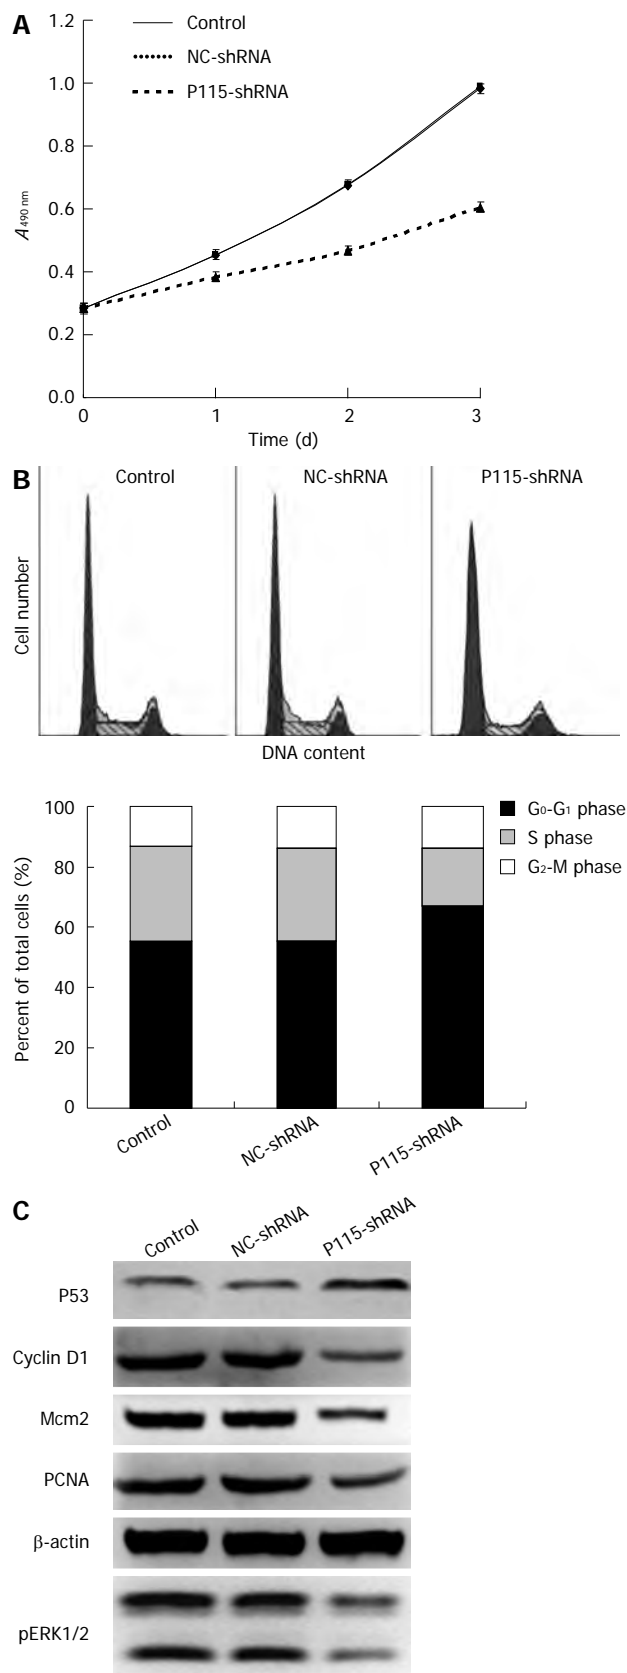 A
1.2
Control
NC-shRNA
P115-shRNA
1.0
0.8
0.6
0.4
0.2
0.0
A490 nm
0 1 2 3
Time (d)
B
Control NC-shRNA P115-shRNA
Cell number
DNA content
100
80
60
40
20
0
Percent of total cells (%)
G0-G1 phase
S phase
G2-M phase
Control NC-shRNA P115-shRNA
C
Control NC-shRNA P115-shRNA
P53
Cyclin D1
Mcm2
PCNA
β-actin
pERK1/2